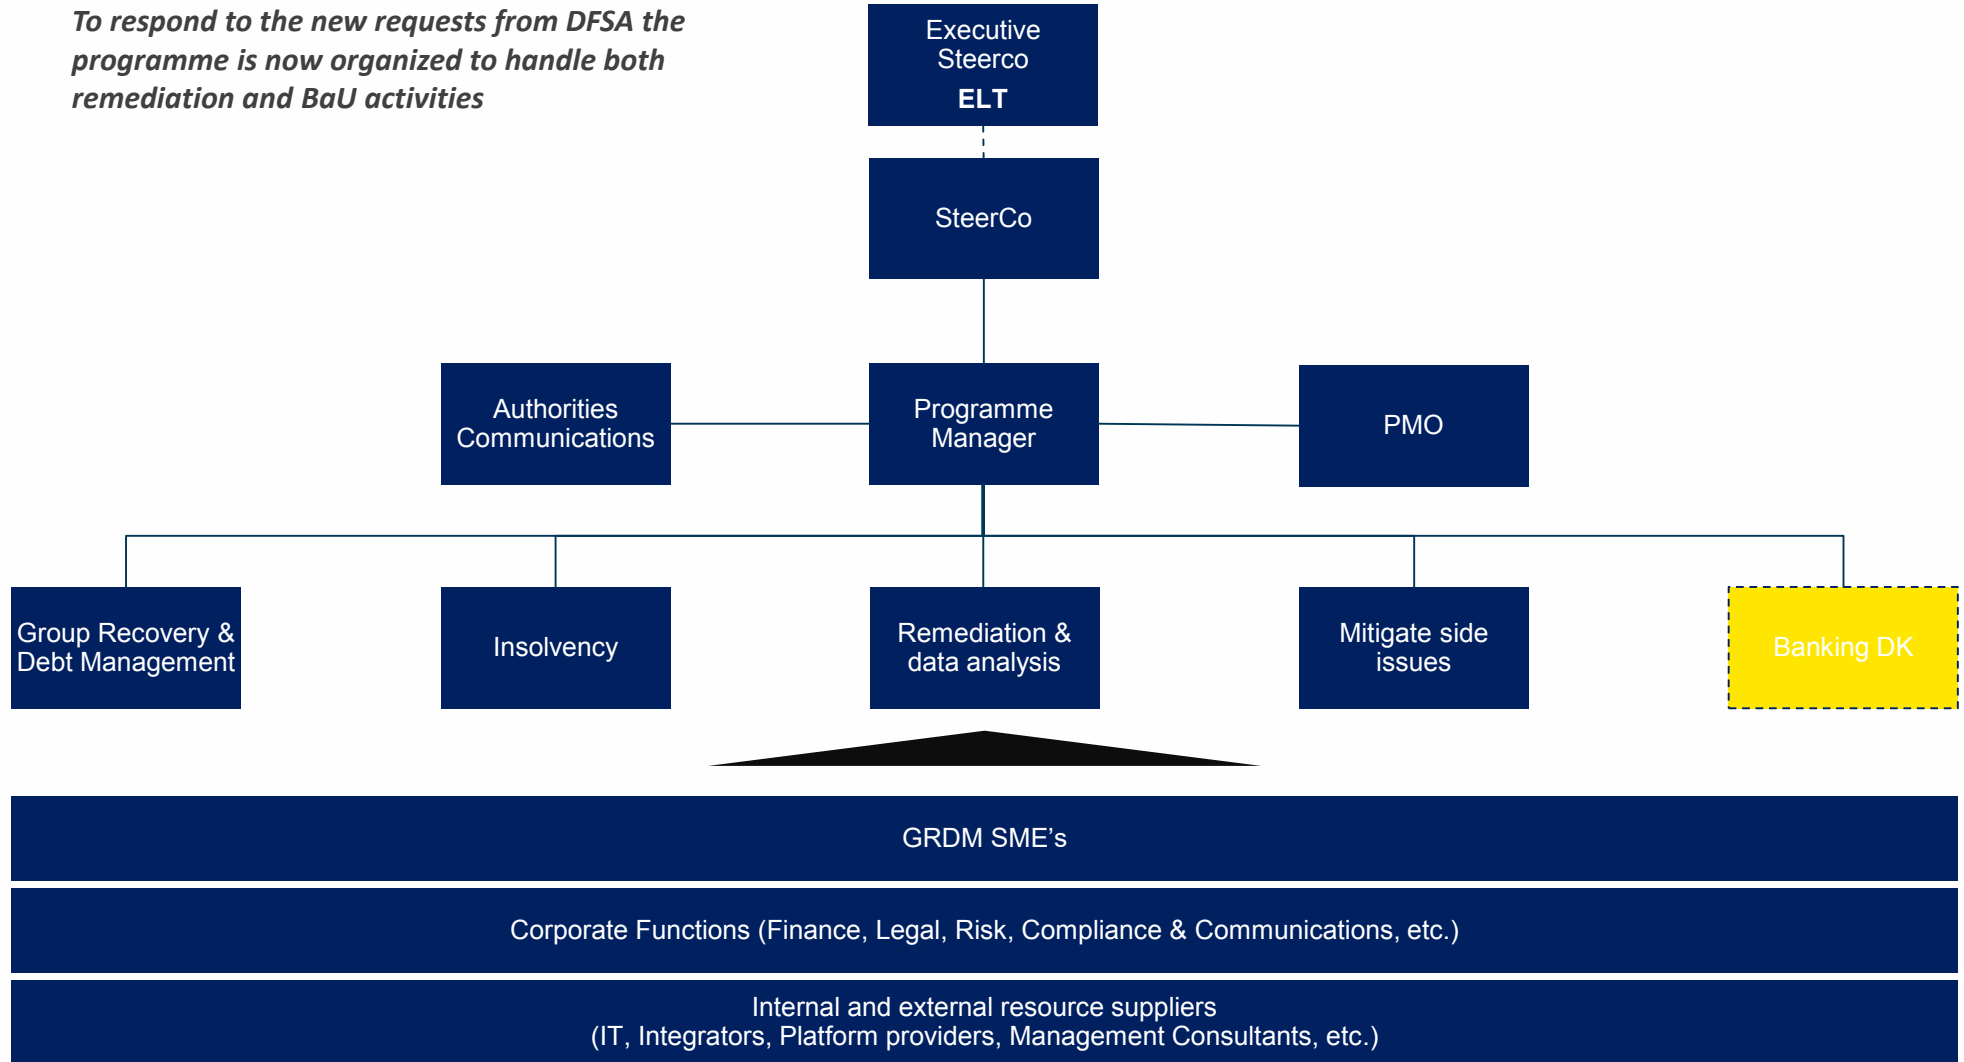 To respond to the new requests from DFSA the
programme is now organized to handle both
remediation and BaU activities
Executive
Steerco
ELT
SteerCo
Authorities
Communications
Programme
Manager
PMO
Group Recovery &
Debt Management
Insolvency
Remediation &
data analysis
Mitigate side
issues
Banking DK
GRDM SME’s
Corporate Functions (Finance, Legal, Risk, Compliance & Communications, etc.)
Internal and external resource suppliers
(IT, Integrators, Platform providers, Management Consultants, etc.)